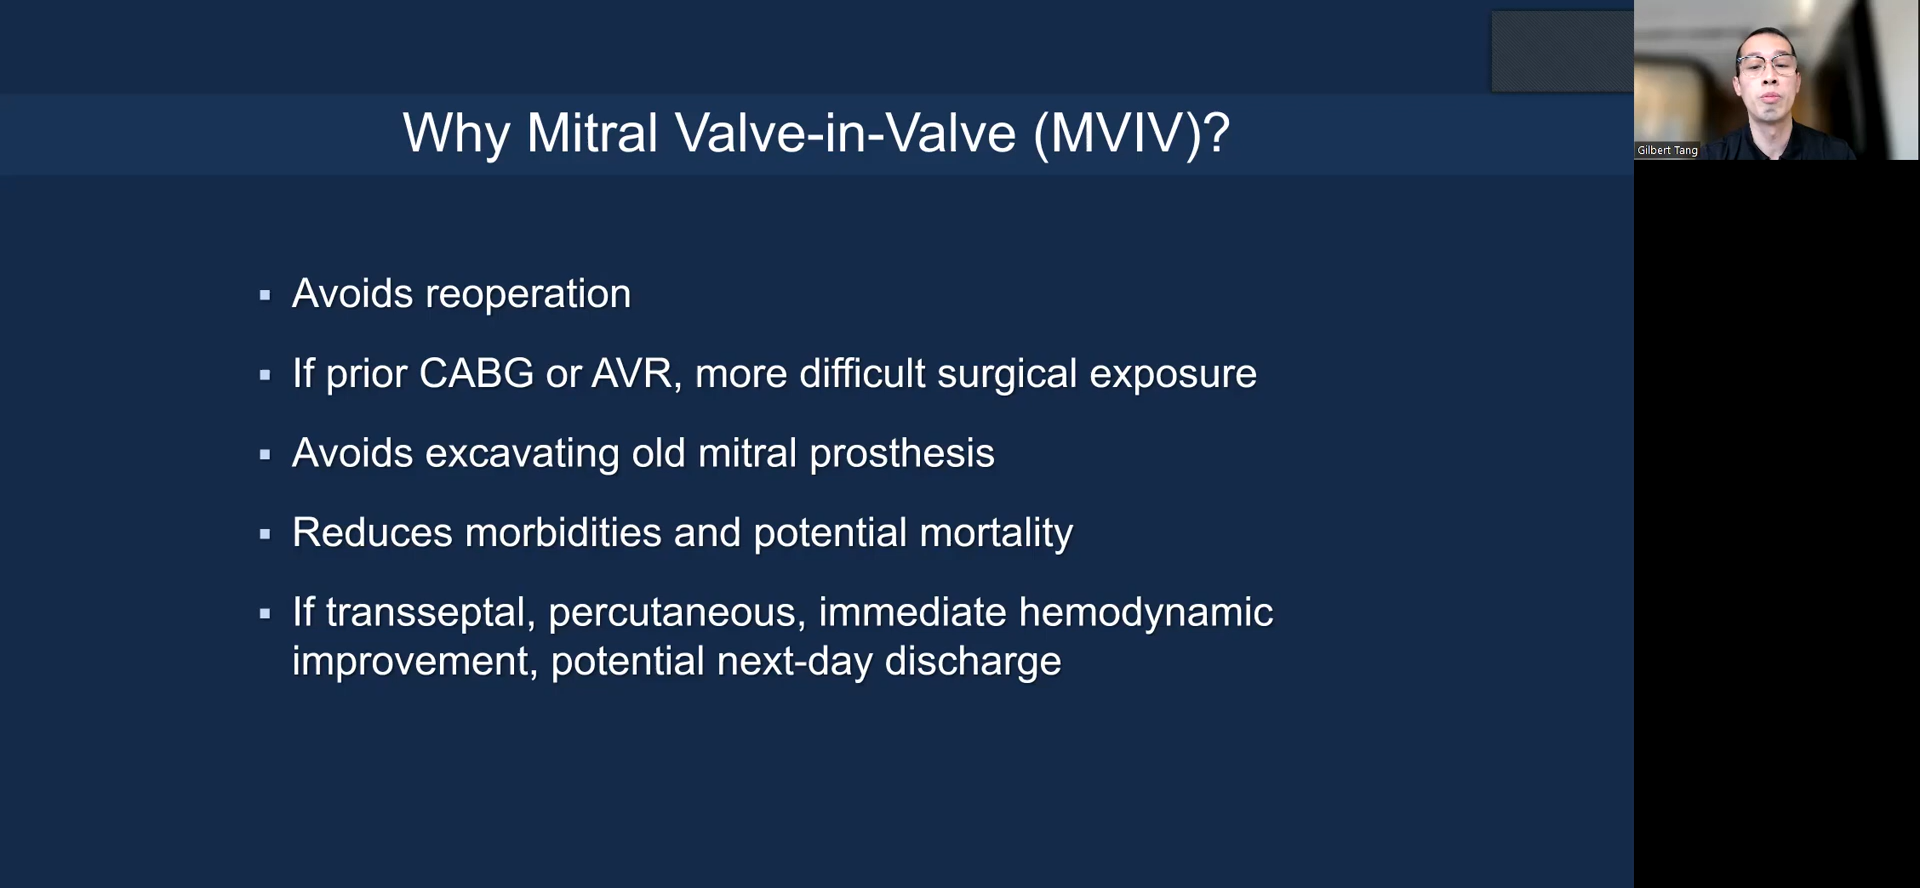 Why Mitral Valve-in-Valve (MVIV)?
▪ Avoids reoperation
▪ If prior CABG or AVR, more difficult surgical exposure
▪ Avoids excavating old mitral prosthesis
▪ Reduces morbidities and potential mortality
▪ If transseptal, percutaneous, immediate hemodynamic
improvement, potential next-day discharge
Gilbert Tang